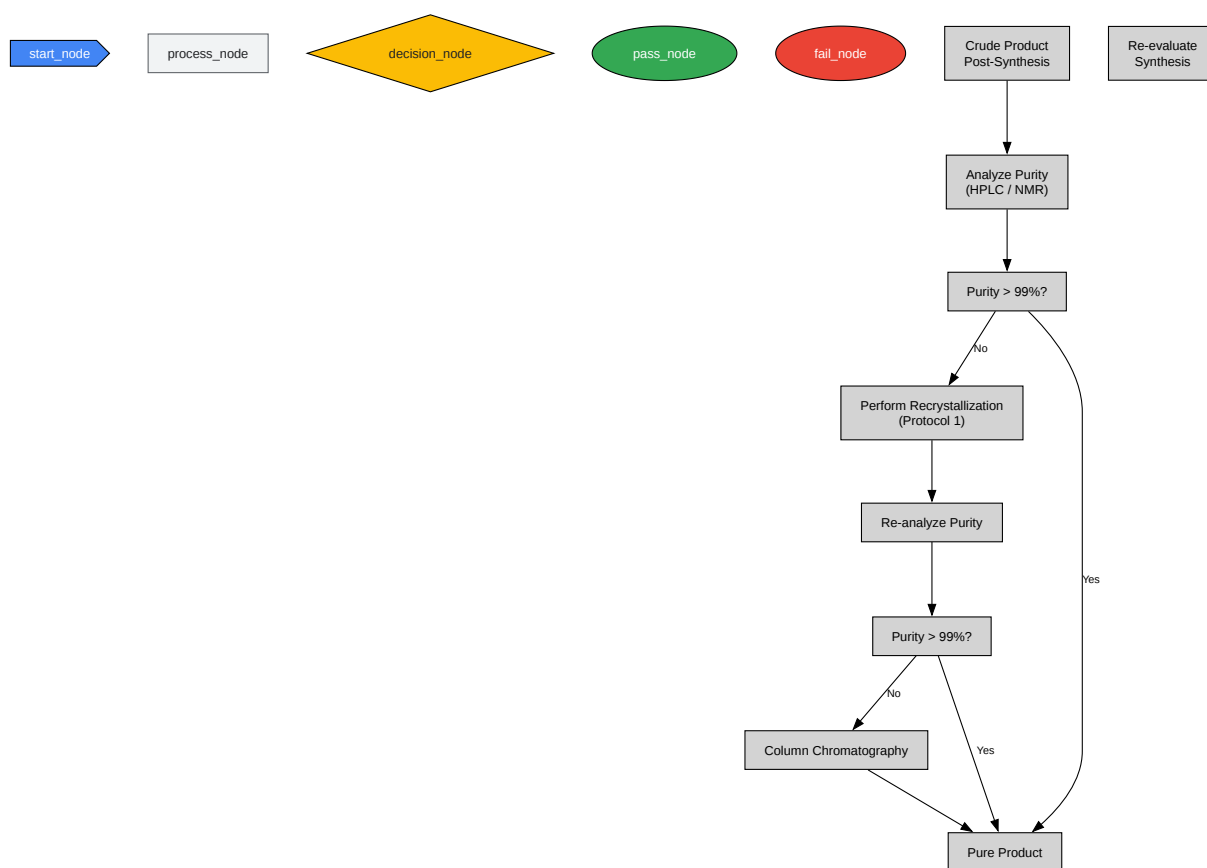 start_node
process_node
decision_node
pass_node
fail_node
Crude Product
Post-Synthesis
Re-evaluate
Synthesis
Analyze Purity
(HPLC / NMR)
Purity > 99%?
No
Perform Recrystallization
(Protocol 1)
Re-analyze Purity
Yes
Purity > 99%?
No
Column Chromatography
Yes
Pure Product